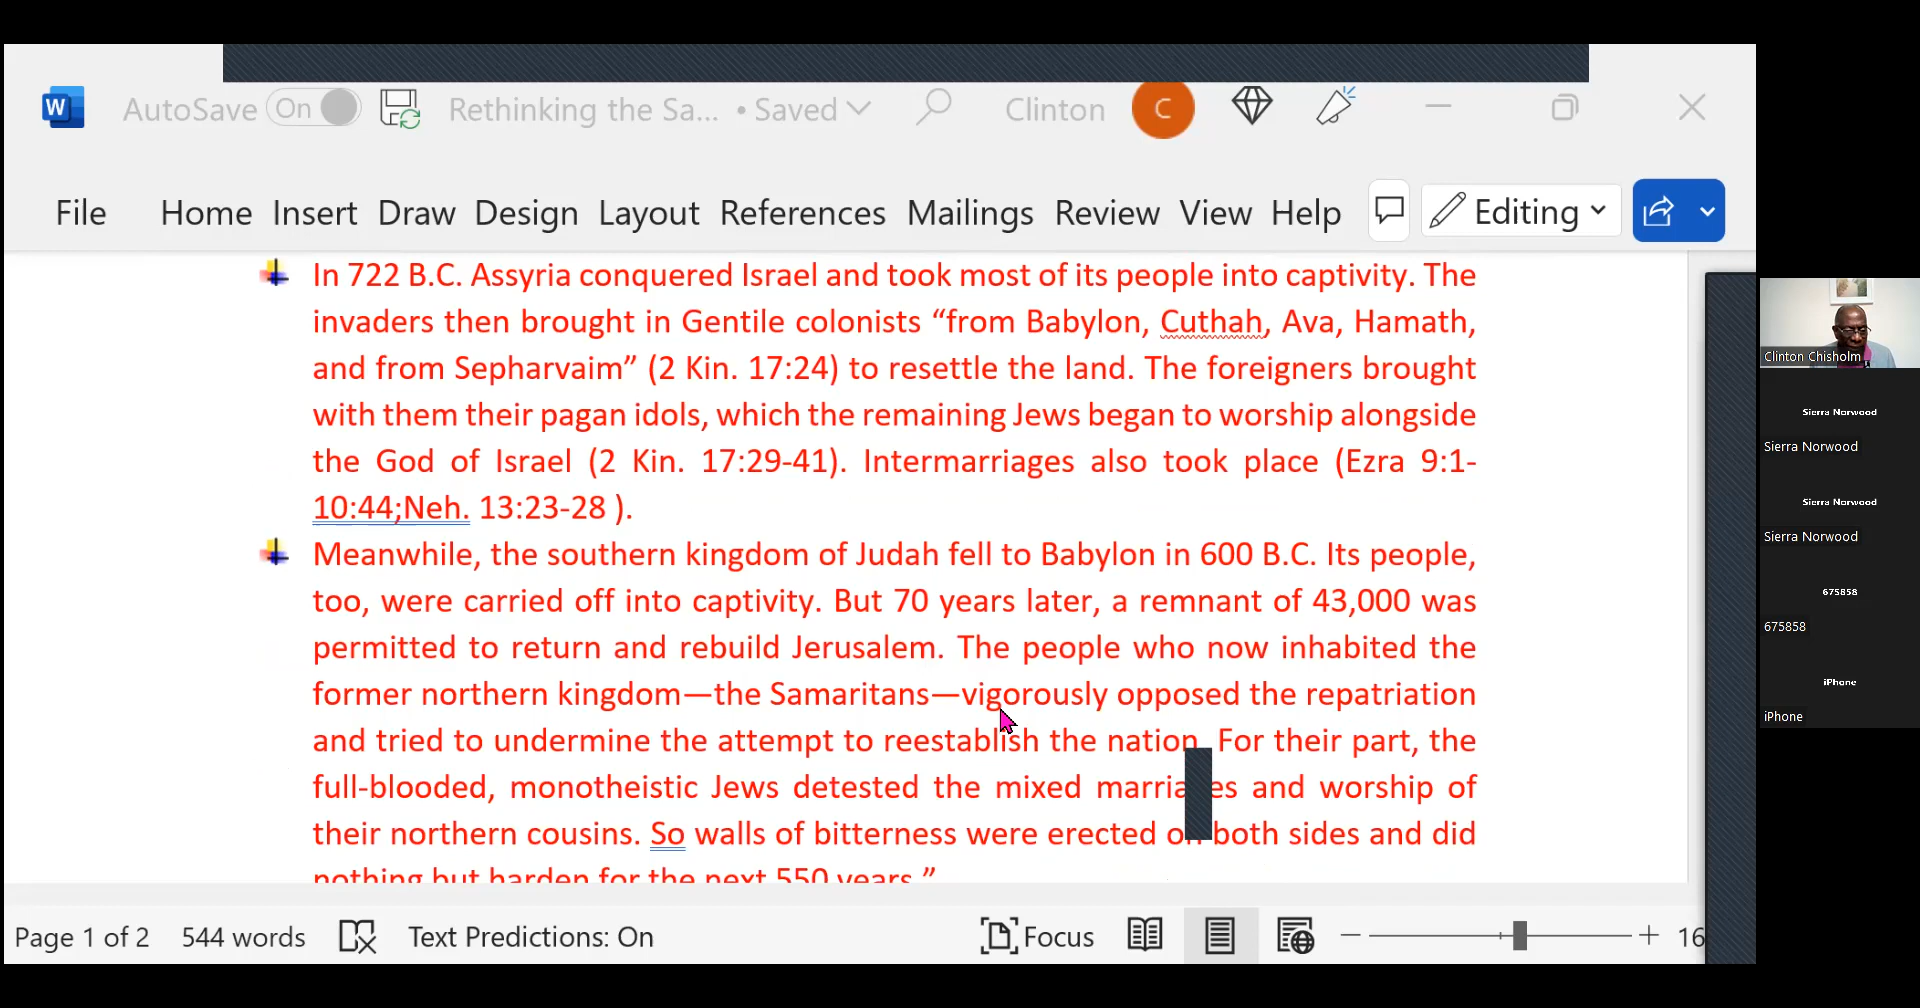 W AutoSave On Rethinking the Sa... • Saved Clinton C
File Home Insert Draw Design Layout References Mailings Review View Help Editing
In 722 B.C. Assyria conquered Israel and took most of its people into captivity. The
invaders then brought in Gentile colonists “from Babylon, Cuthah, Ava, Hamath,
and from Sepharvaim” (2 Kin. 17:24) to resettle the land. The foreigners brought
with them their pagan idols, which the remaining Jews began to worship alongside
the God of Israel (2 Kin. 17:29-41). Intermarriages also took place (Ezra 9:1-
10:44;Neh. 13:23-28 ).
Meanwhile, the southern kingdom of Judah fell to Babylon in 600 B.C. Its people,
too, were carried off into captivity. But 70 years later, a remnant of 43,000 was
permitted to return and rebuild Jerusalem. The people who now inhabited the
former northern kingdom—the Samaritans—vigorously opposed the repatriation
and tried to undermine the attempt to reestablish the nation. For their part, the
full-blooded, monotheistic Jews detested the mixed marriages and worship of
their northern cousins. So walls of bitterness were erected on both sides and did
nothing but harden for the next 550 years.”
Page 1 of 2 544 words Text Predictions: On Focus 16
Clinton Chisholm
Sierra Norwood
Sierra Norwood
Sierra Norwood
Sierra Norwood
675858
675858
iPhone
iPhone